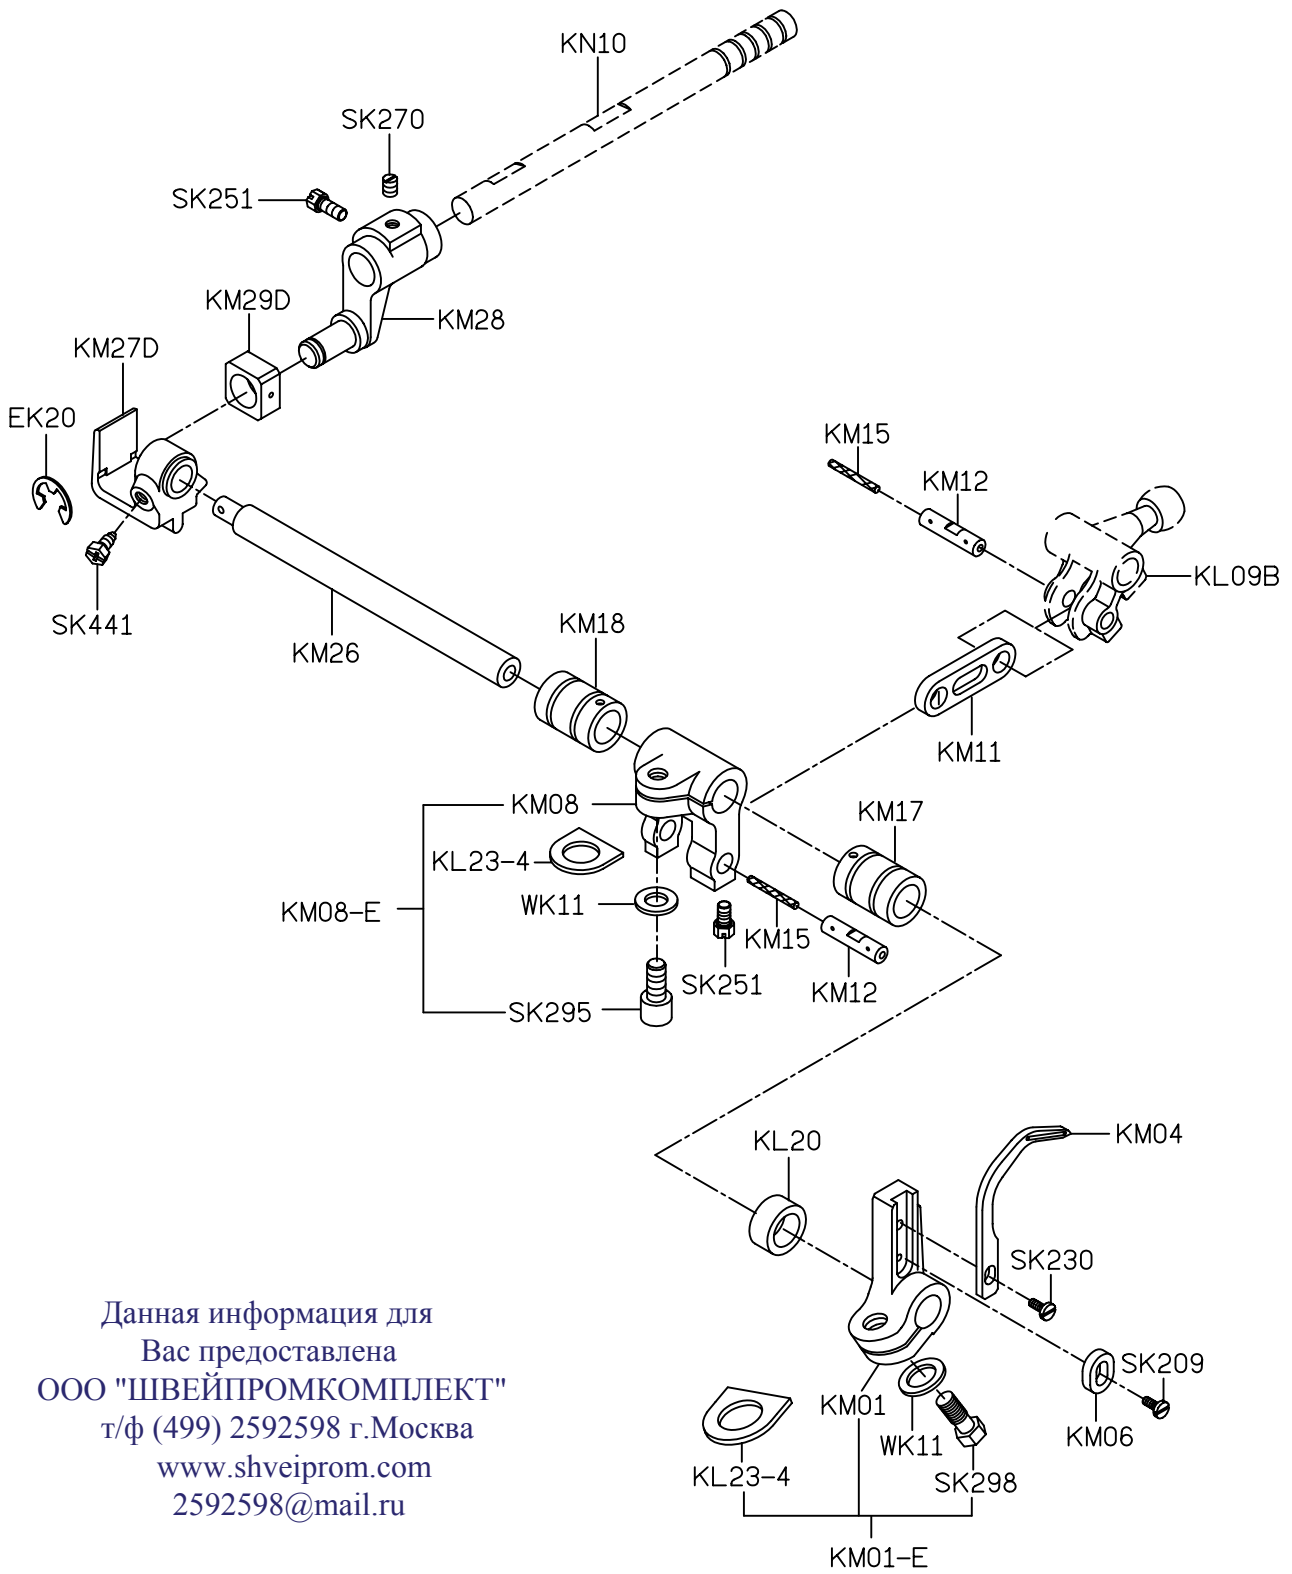 KN10
SK270
SK251
KM29D
KM28
KM27D
EK20
KM15
KM12
KL09B
SK441
KM26
KM18
KM11
KM08
KM17
KL23-4
KM08-E
WK11
KM15
SK251
KM12
SK295
KL20
KM04
SK230
SK209
KM01
KM06
WK11
KL23-4
SK298
KM01-E
Данная информация для
Вас предоставлена
ООО "ШВЕЙПРОМКОМПЛЕКТ"
т/ф (499) 2592598 г.Москва
www.shveiprom.com
2592598@mail.ru